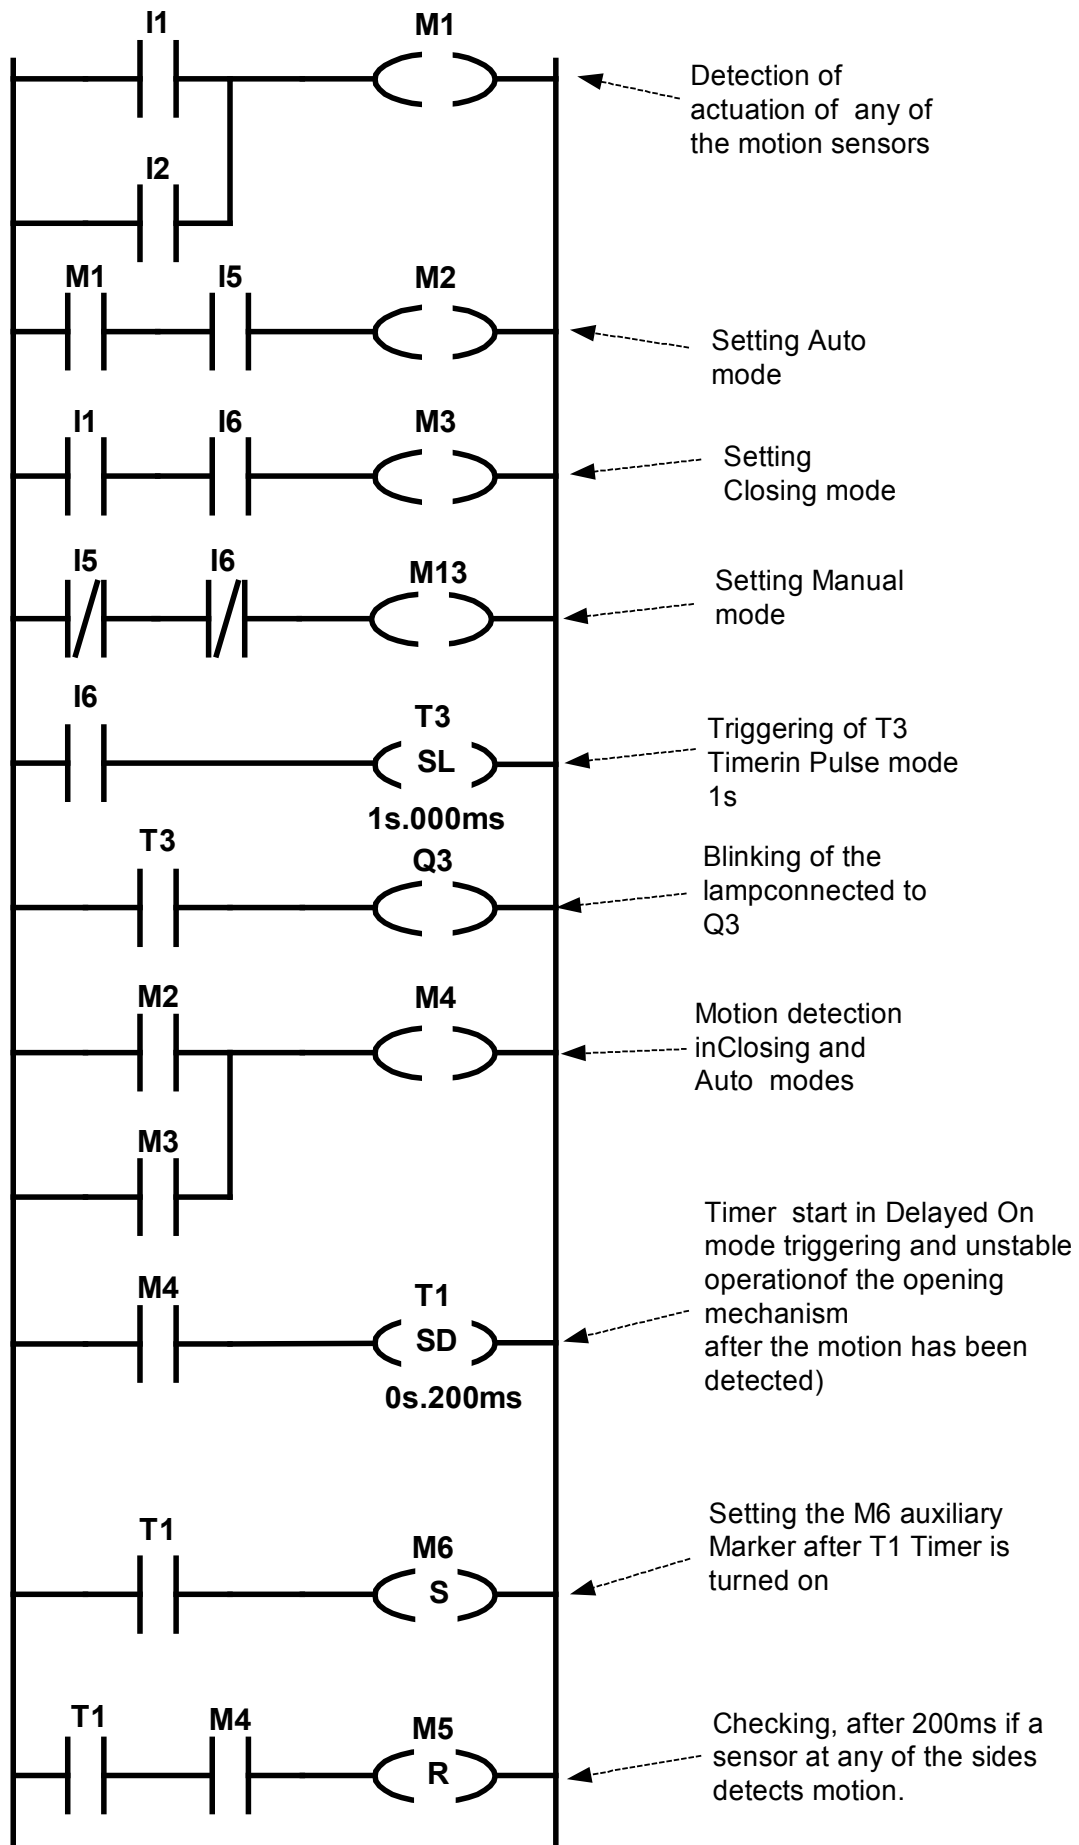 I1 M1
Detection of
actuation of any of
the motion sensors
I2
M1 I5 M2
Setting Auto
mode
I1 I6 M3
Setting
Closing mode
I5 I6 M13
Setting Manual
mode
I6 T3
SL
1s.000ms
Triggering of T3
Timerin Pulse mode
1s
T3 Q3
Blinking of the
lampconnected to
Q3
M2 M4
Motion detection
inClosing and
Auto modes
M3
M4 T1
SD
0s.200ms
Timer start in Delayed On
mode triggering and unstable
operationof the opening
mechanism
after the motion has been
detected)
T1 M6
S
Setting the M6 auxiliary
Marker after T1 Timer is
turned on
T1 M4 M5
R
Checking, after 200ms if a
sensor at any of the sides
detects motion.